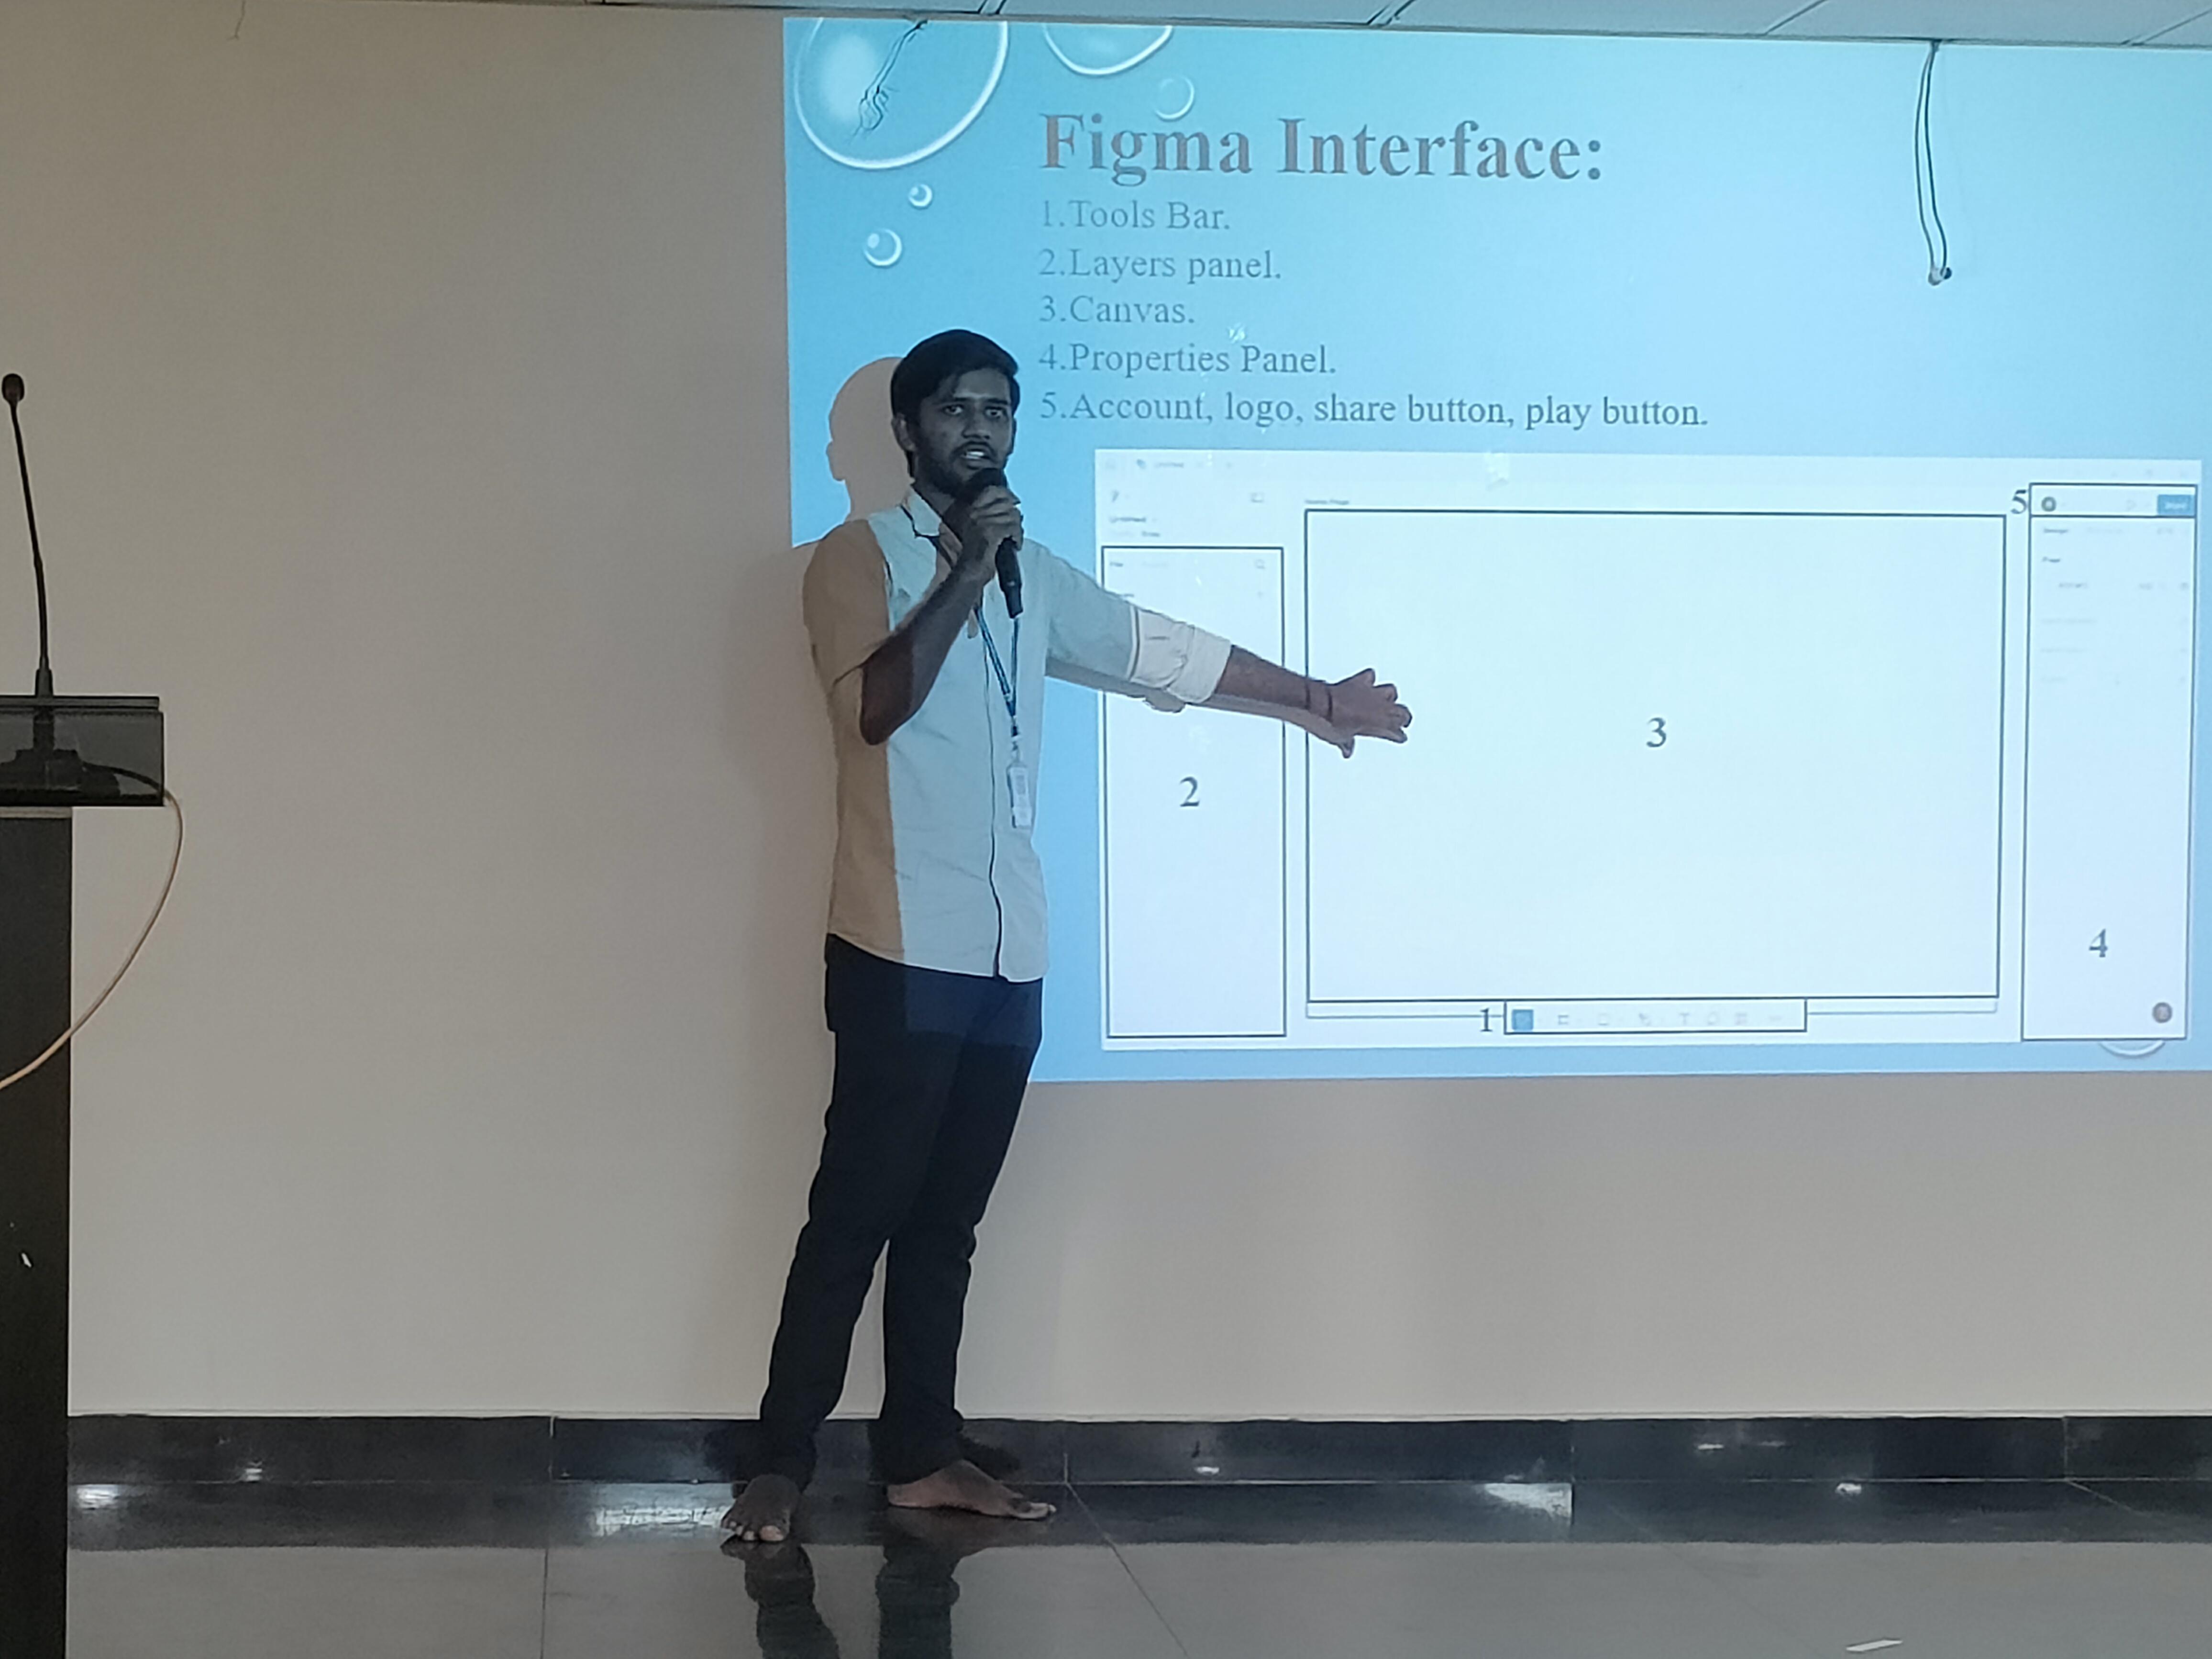 Figma Interface:
1.Tools Bar.
2.Layers panel.
3.Canvas.
4.Properties Panel.
5.Account, logo, share button, play button.
5
3
2
4
1